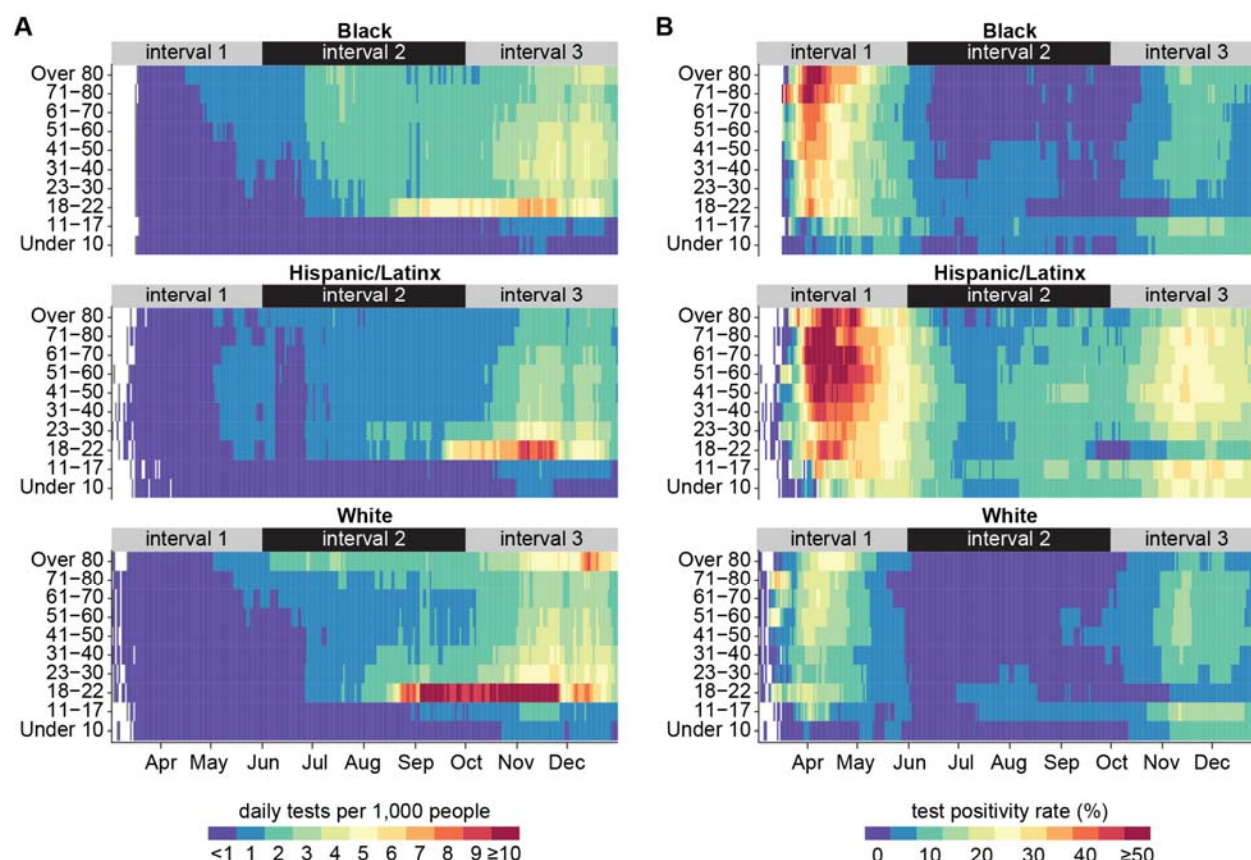 A
Black
interval 1 interval 2 interval 3
Over 80
71−80
61−70
51−60
41−50
31−40
23−30
18−22
11−17
Under 10
Hispanic/Latinx
interval 1 interval 2 interval 3
Over 80
71−80
61−70
51−60
41−50
31−40
23−30
18−22
11−17
Under 10
White
interval 1 interval 2 interval 3
Over 80
71−80
61−70
51−60
41−50
31−40
23−30
18−22
11−17
Under 10
Apr May Jun Jul Aug Sep Oct Nov Dec
daily tests per 1,000 people
<1 1 2 3 4 5 6 7 8 9 ≥10
B
Black
interval 1 interval 2 interval 3
Over 80
71−80
61−70
51−60
41−50
31−40
23−30
18−22
11−17
Under 10
Hispanic/Latinx
interval 1 interval 2 interval 3
Over 80
71−80
61−70
51−60
41−50
31−40
23−30
18−22
11−17
Under 10
White
interval 1 interval 2 interval 3
Over 80
71−80
61−70
51−60
41−50
31−40
23−30
18−22
11−17
Under 10
Apr May Jun Jul Aug Sep Oct Nov Dec
test positivity rate (%)
0 10 20 30 40 ≥50